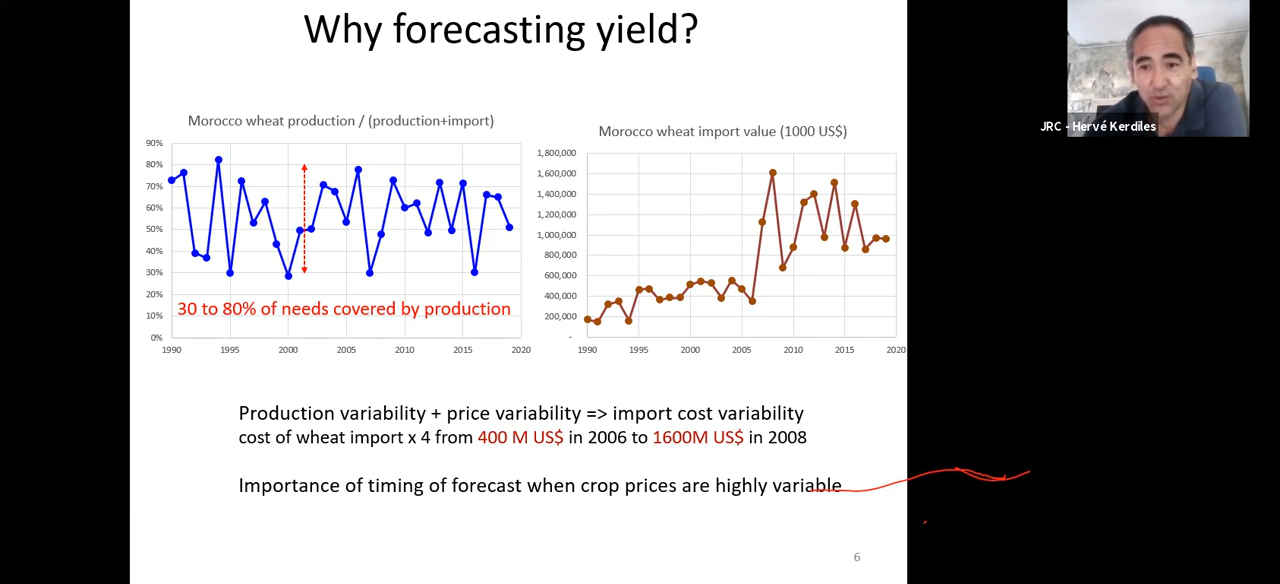 Why forecasting yield?
JRC - Hervé Kerdiles
Morocco wheat production / (production+import)
90%
80%
70%
60%
50%
40%
30%
20%
10%
0%
30 to 80% of needs covered by production
1990 1995 2000 2005 2010 2015 2020
Morocco wheat import value (1000 US$)
1,800,000
1,600,000
1,400,000
1,200,000
1,000,000
800,000
600,000
400,000
200,000
-
1990 1995 2000 2005 2010 2015 2020
Production variability + price variability => import cost variability
cost of wheat import x 4 from 400 M US$ in 2006 to 1600M US$ in 2008
Importance of timing of forecast when crop prices are highly variable
6